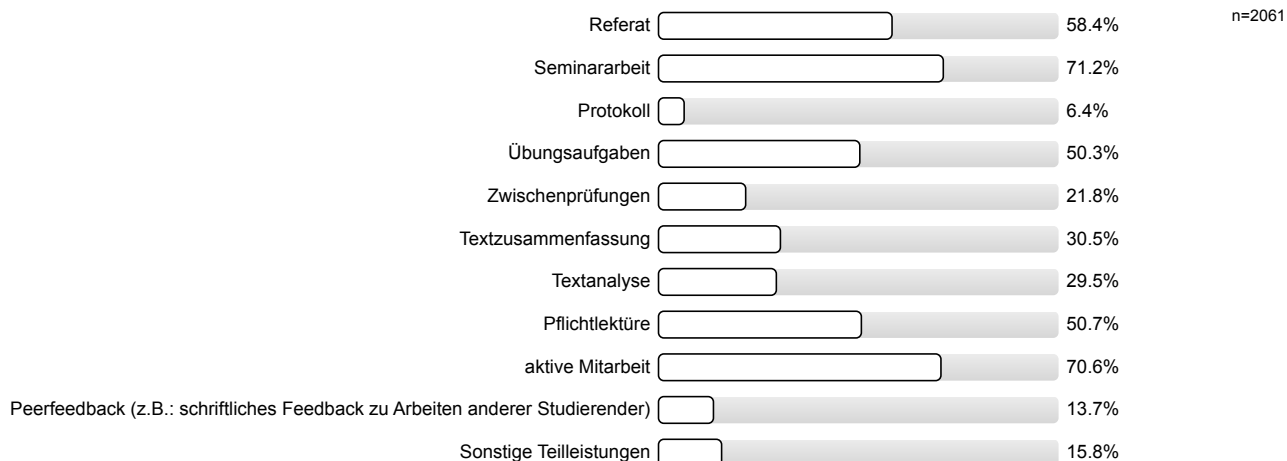 n=2061
Referat 58.4%
Seminararbeit 71.2%
Protokoll 6.4%
Übungsaufgaben 50.3%
Zwischenprüfungen 21.8%
Textzusammenfassung 30.5%
Textanalyse 29.5%
Pflichtlektüre 50.7%
aktive Mitarbeit 70.6%
Peerfeedback (z.B.: schriftliches Feedback zu Arbeiten anderer Studierender) 13.7%
Sonstige Teilleistungen 15.8%